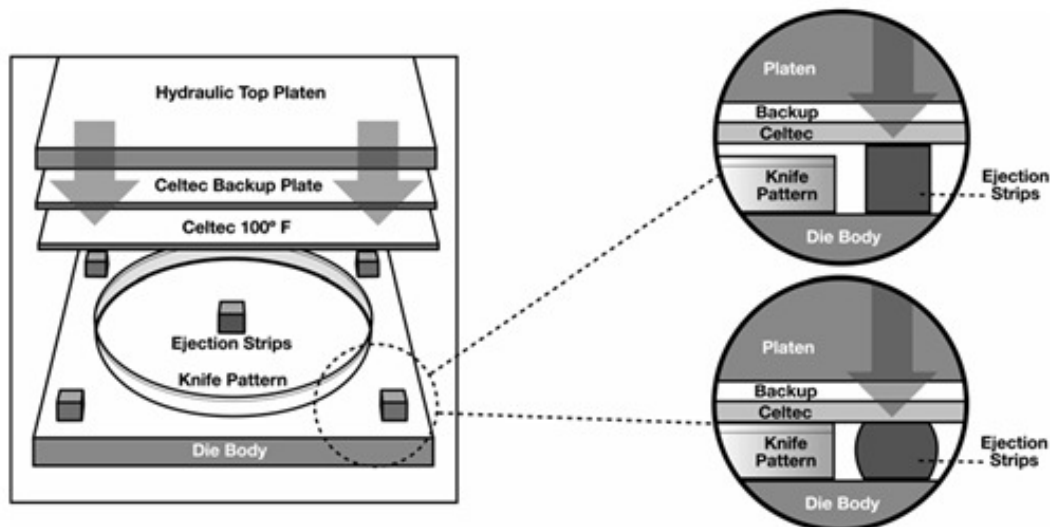 Hydraulic Top Platen
Celtec Backup Plate
Celtec 100º F
Ejection Strips
Knife Pattern
Die Body
Platen
Backup
Celtec
Knife
Pattern
Ejection
Strips
Die Body
Platen
Backup
Celtec
Knife
Pattern
Ejection
Strips
Die Body